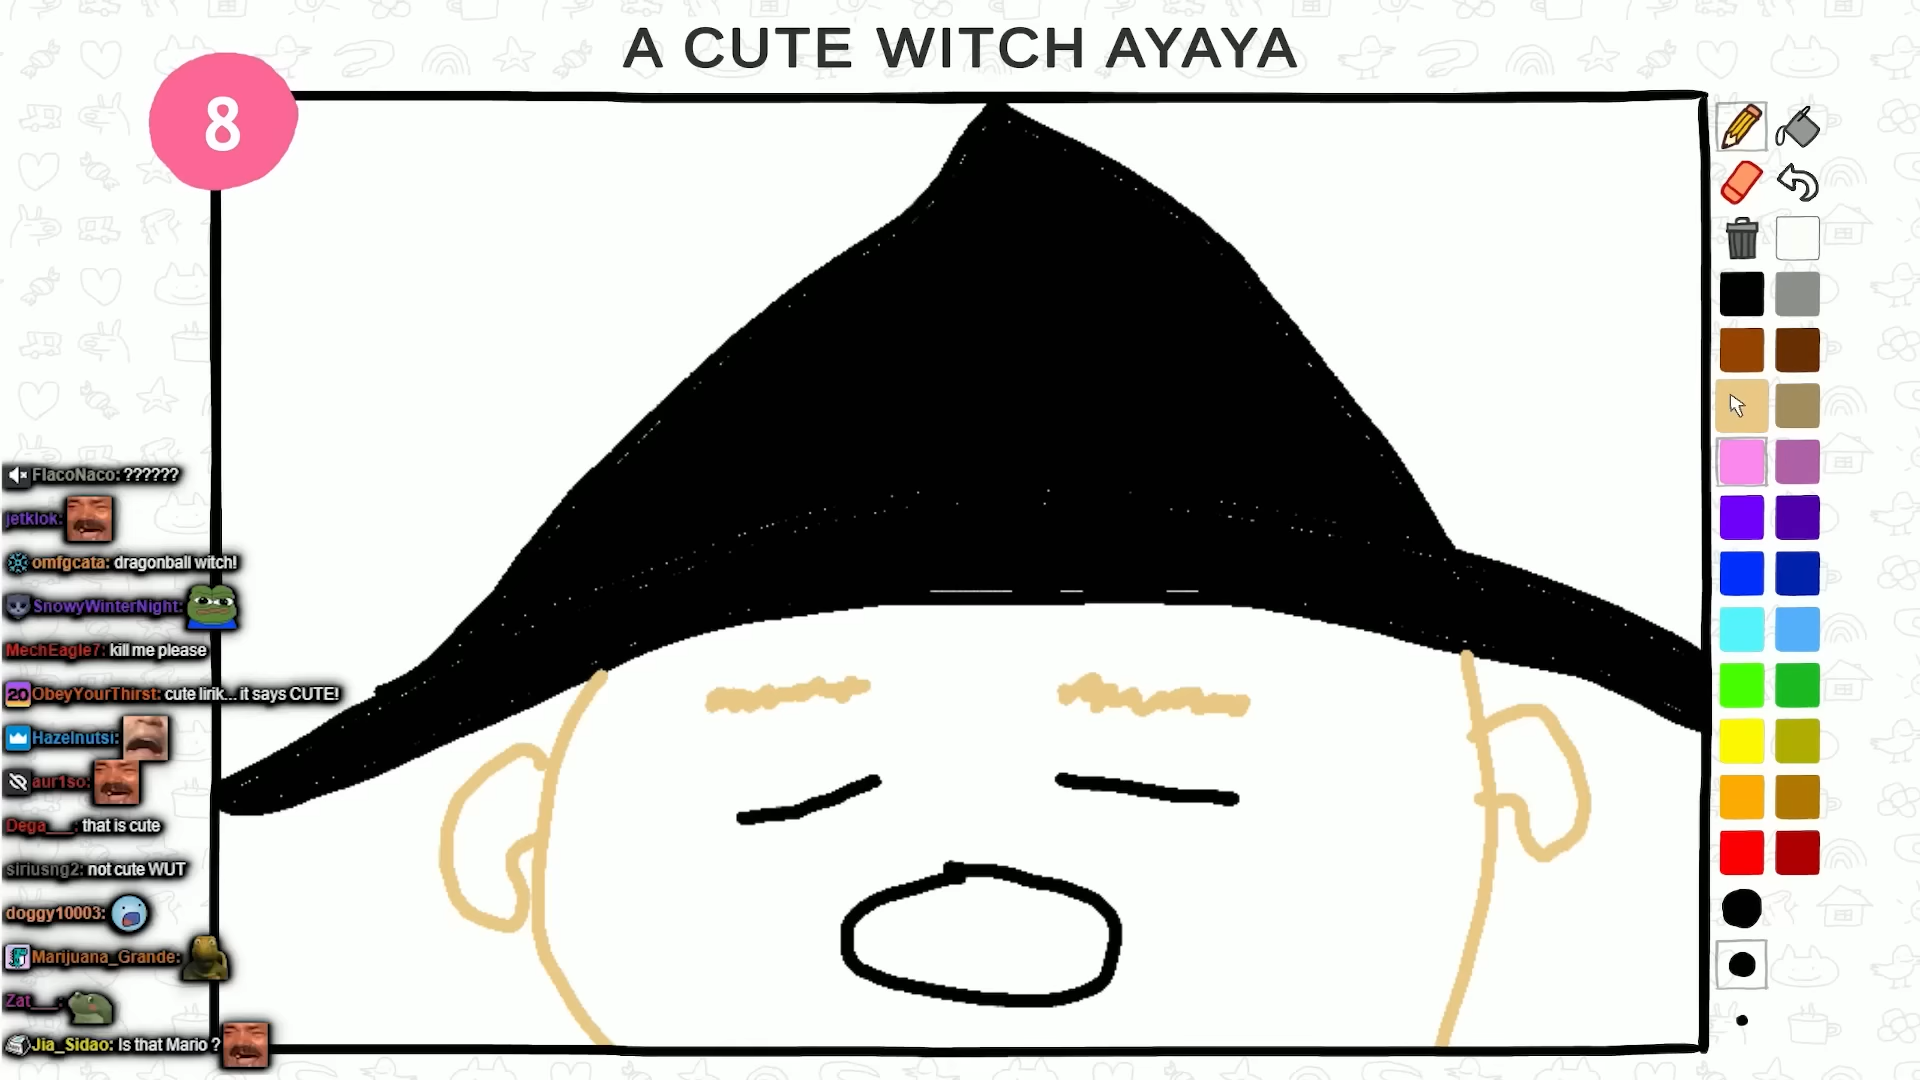 A CUTE WITCH AYAYA
8
FlacoNaco: ??????
jetklok:
omfgcata: dragonball witch!
SnowyWinterNight:
MechEagle7: kill me please
20 ObeyYourThirst: cute lirik... it says CUTE!
Hazelnutsi:
aur1so:
Dega___: that is cute
siriusng2: not cute WUT
doggy10003:
Marijuana_Grande:
Zat___:
Jia_Sidao: Is that Mario ?